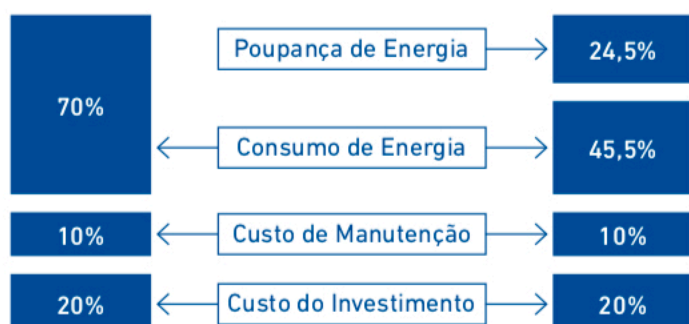 Poupança de Energia
24,5%
70%
Consumo de Energia
45,5%
10%
Custo de Manutenção
10%
20%
Custo do Investimento
20%